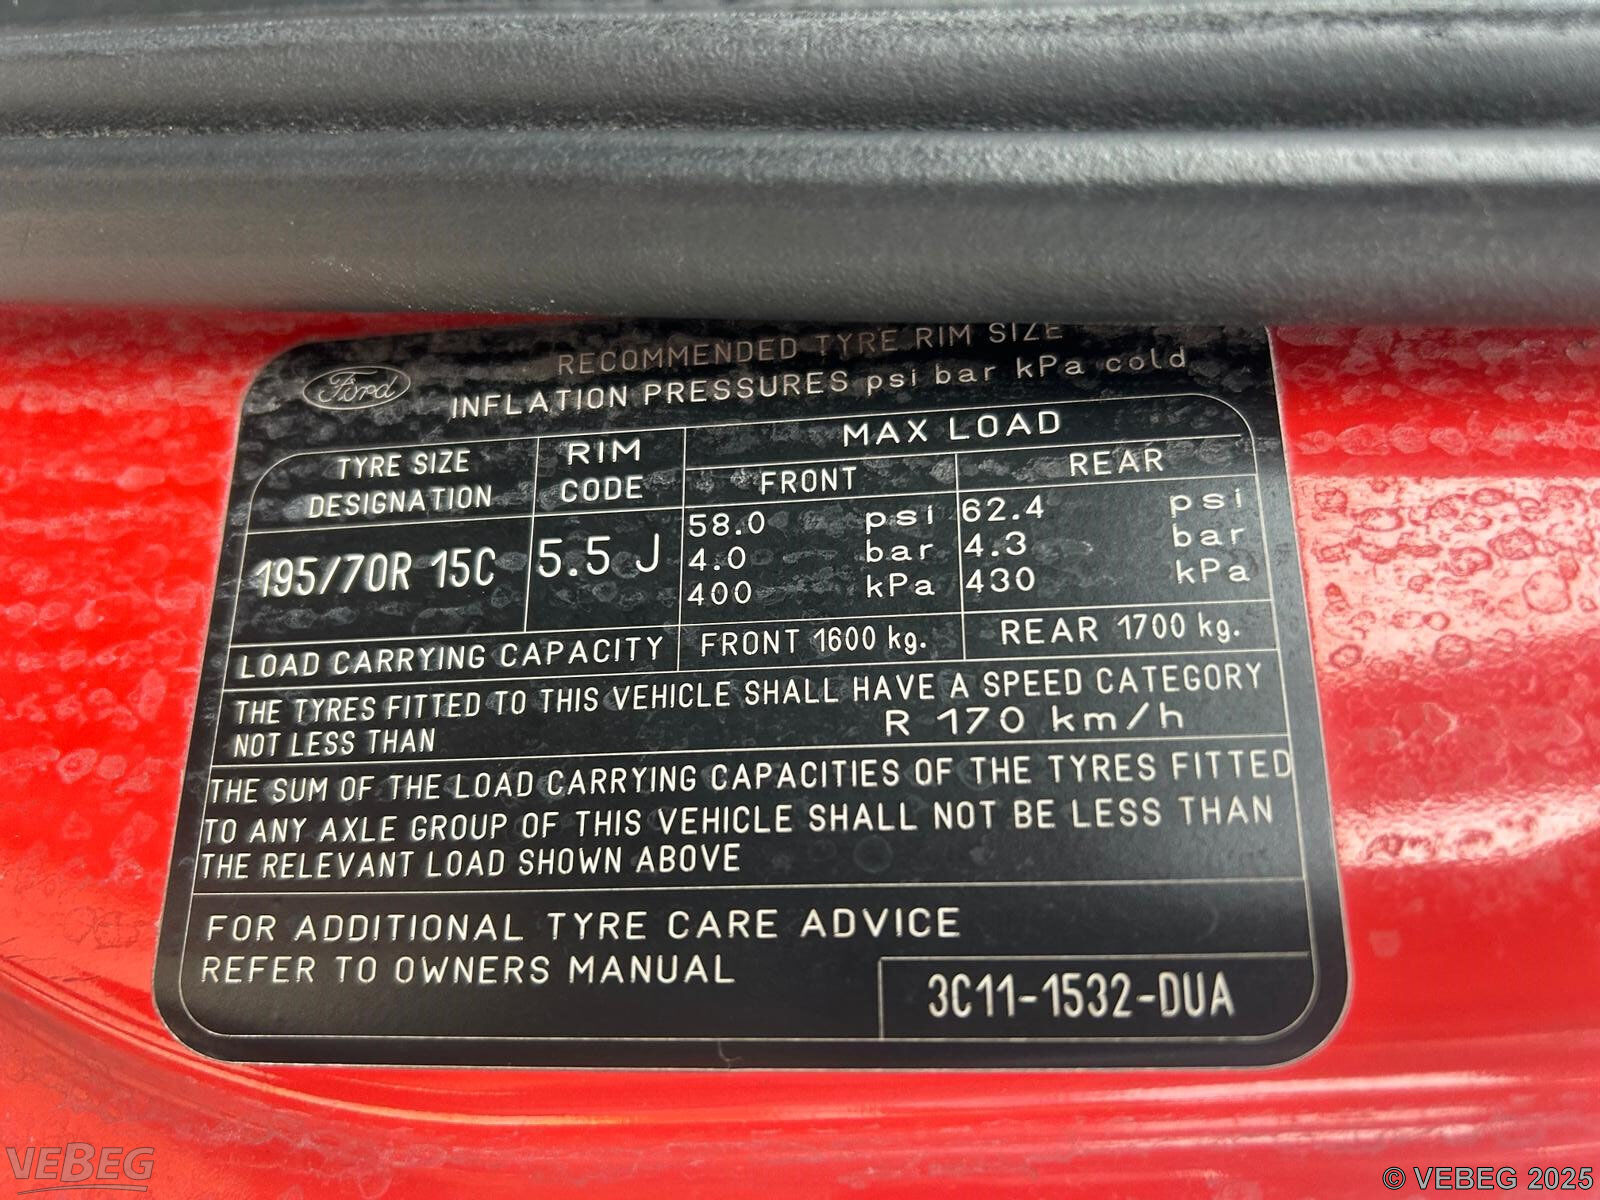 Ford
RECOMMENDED TYRE RIM SIZE
INFLATION PRESSURES psi bar kPa cold
TYRE SIZE DESIGNATION
RIM CODE
MAX LOAD
FRONT
REAR
195/70R 15C
5.5 J
58.0 psi
4.0 bar
400 kPa
62.4 psi
4.3 bar
430 kPa
LOAD CARRYING CAPACITY FRONT 1600 kg. REAR 1700 kg.
THE TYRES FITTED TO THIS VEHICLE SHALL HAVE A SPEED CATEGORY
NOT LESS THAN R 170 km/h
THE SUM OF THE LOAD CARRYING CAPACITIES OF THE TYRES FITTED
TO ANY AXLE GROUP OF THIS VEHICLE SHALL NOT BE LESS THAN
THE RELEVANT LOAD SHOWN ABOVE
FOR ADDITIONAL TYRE CARE ADVICE
REFER TO OWNERS MANUAL
3C11-1532-DUA
VEBEG
© VEBEG 2025